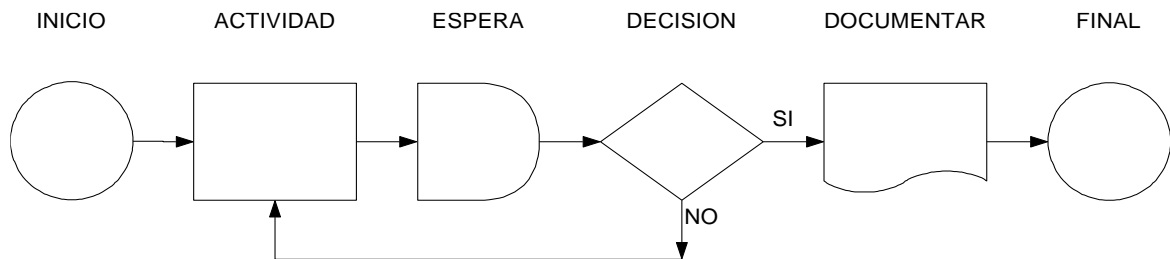 INICIO
ACTIVIDAD
ESPERA
DECISION
DOCUMENTAR
FINAL
SI
NO